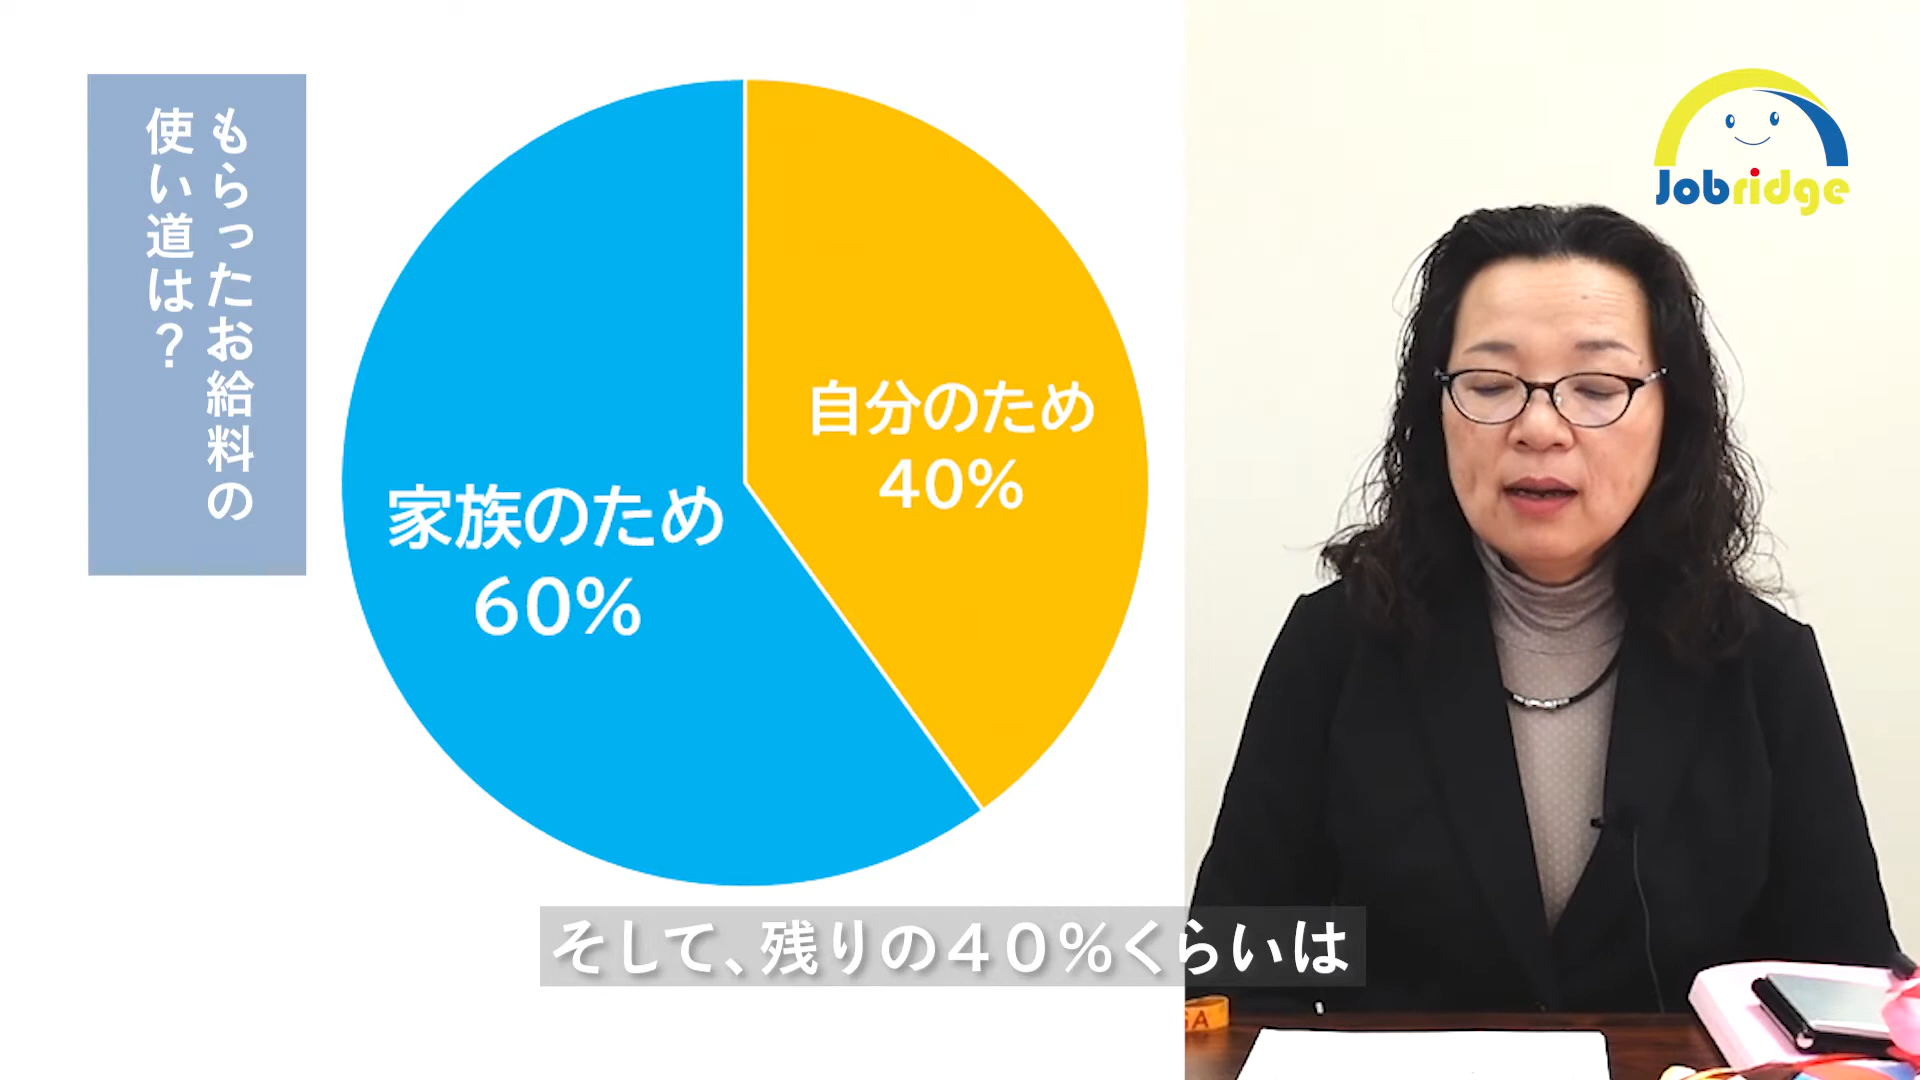 もらったお給料の
使い道は？
自分のため
40%
家族のため
60%
Jobridge
そして、残りの４０％くらいは
GA